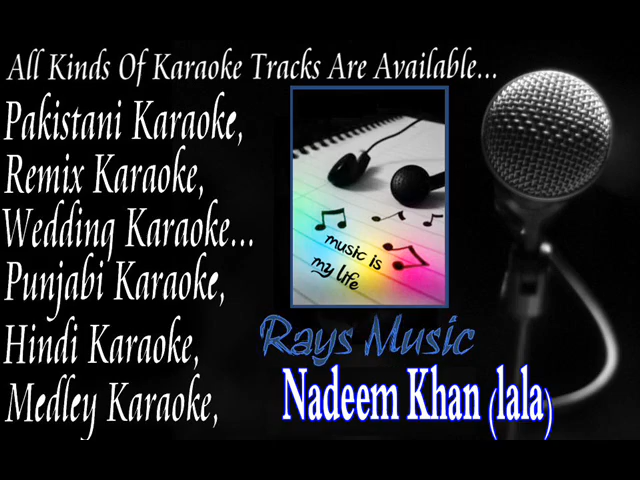 All Kinds Of Karaoke Tracks Are Available...
Pakistani Karaoke,
Remix Karaoke,
Wedding Karaoke...
Punjabi Karaoke,
Hindi Karaoke,
Medley Karaoke,
music is
my life
Rays Music
Nadeem Khan (lala)